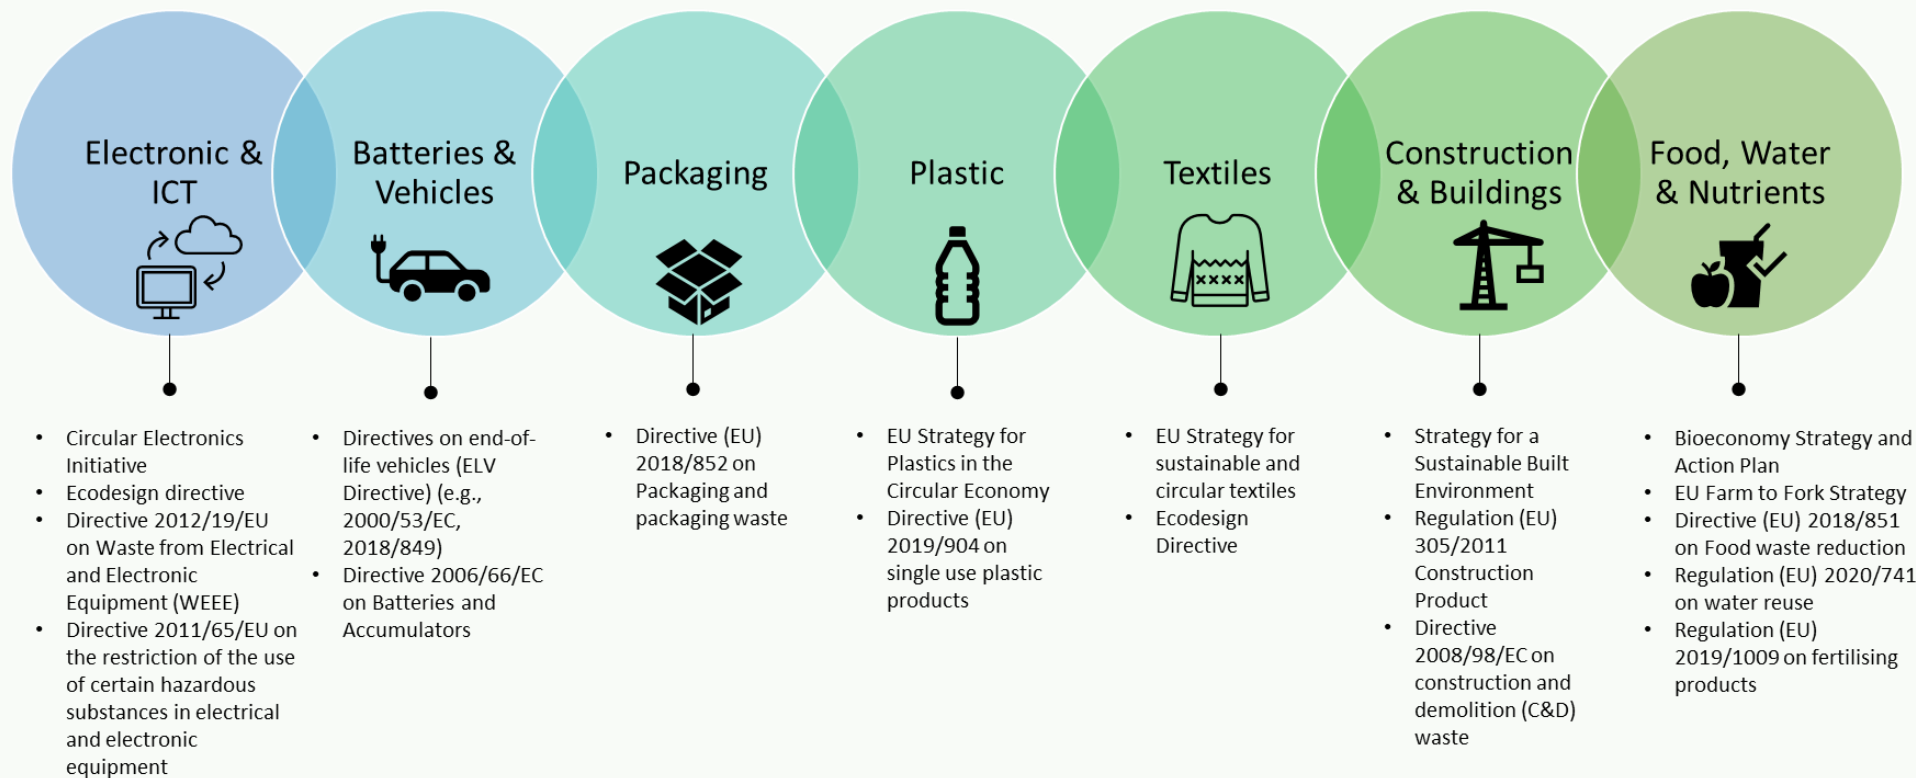 Electronic &
ICT
Batteries &
Vehicles
Packaging
Plastic
Textiles
Construction
& Buildings
Food, Water
& Nutrients
• Circular Electronics
Initiative
• Ecodesign directive
• Directive 2012/19/EU
on Waste from Electrical
and Electronic
Equipment (WEEE)
• Directive 2011/65/EU on
the restriction of the use
of certain hazardous
substances in electrical
and electronic
equipment
• Directives on end-of-
life vehicles (ELV
Directive) (e.g.,
2000/53/EC,
2018/849)
• Directive 2006/66/EC
on Batteries and
Accumulators
• Directive (EU)
2018/852 on
Packaging and
packaging waste
• EU Strategy for
Plastics in the
Circular Economy
• Directive (EU)
2019/904 on
single use plastic
products
• EU Strategy for
sustainable and
circular textiles
• Ecodesign
Directive
• Strategy for a
Sustainable Built
Environment
• Regulation (EU)
305/2011
Construction
Product
• Directive
2008/98/EC on
construction and
demolition (C&D)
waste
• Bioeconomy Strategy and
Action Plan
• EU Farm to Fork Strategy
• Directive (EU) 2018/851
on Food waste reduction
• Regulation (EU) 2020/741
on water reuse
• Regulation (EU)
2019/1009 on fertilising
products